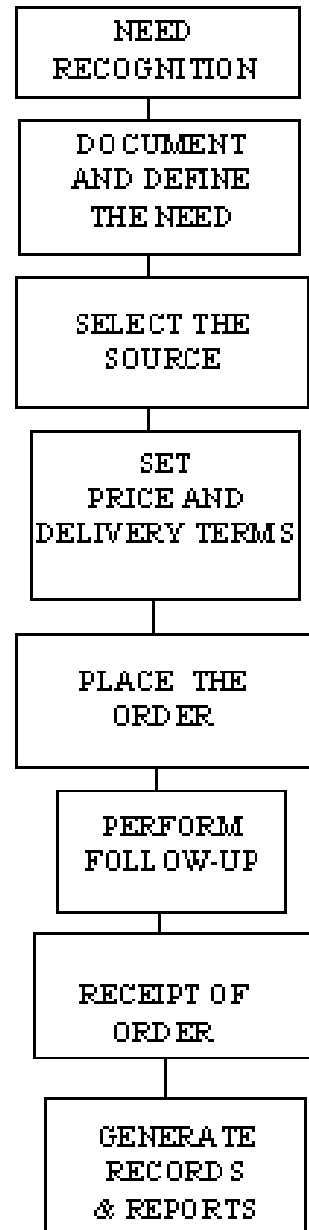 NEED
RECOGNITION
DOCUMENT
AND DEFINE
THE NEED
SELECT THE
SOURCE
SET
PRICE AND
DELIVERY TERMS
PLACE THE
ORDER
PERFORM
FOLLOW-UP
RECEIPT OF
ORDER
GENERATE
RECORDS
& REPORTS